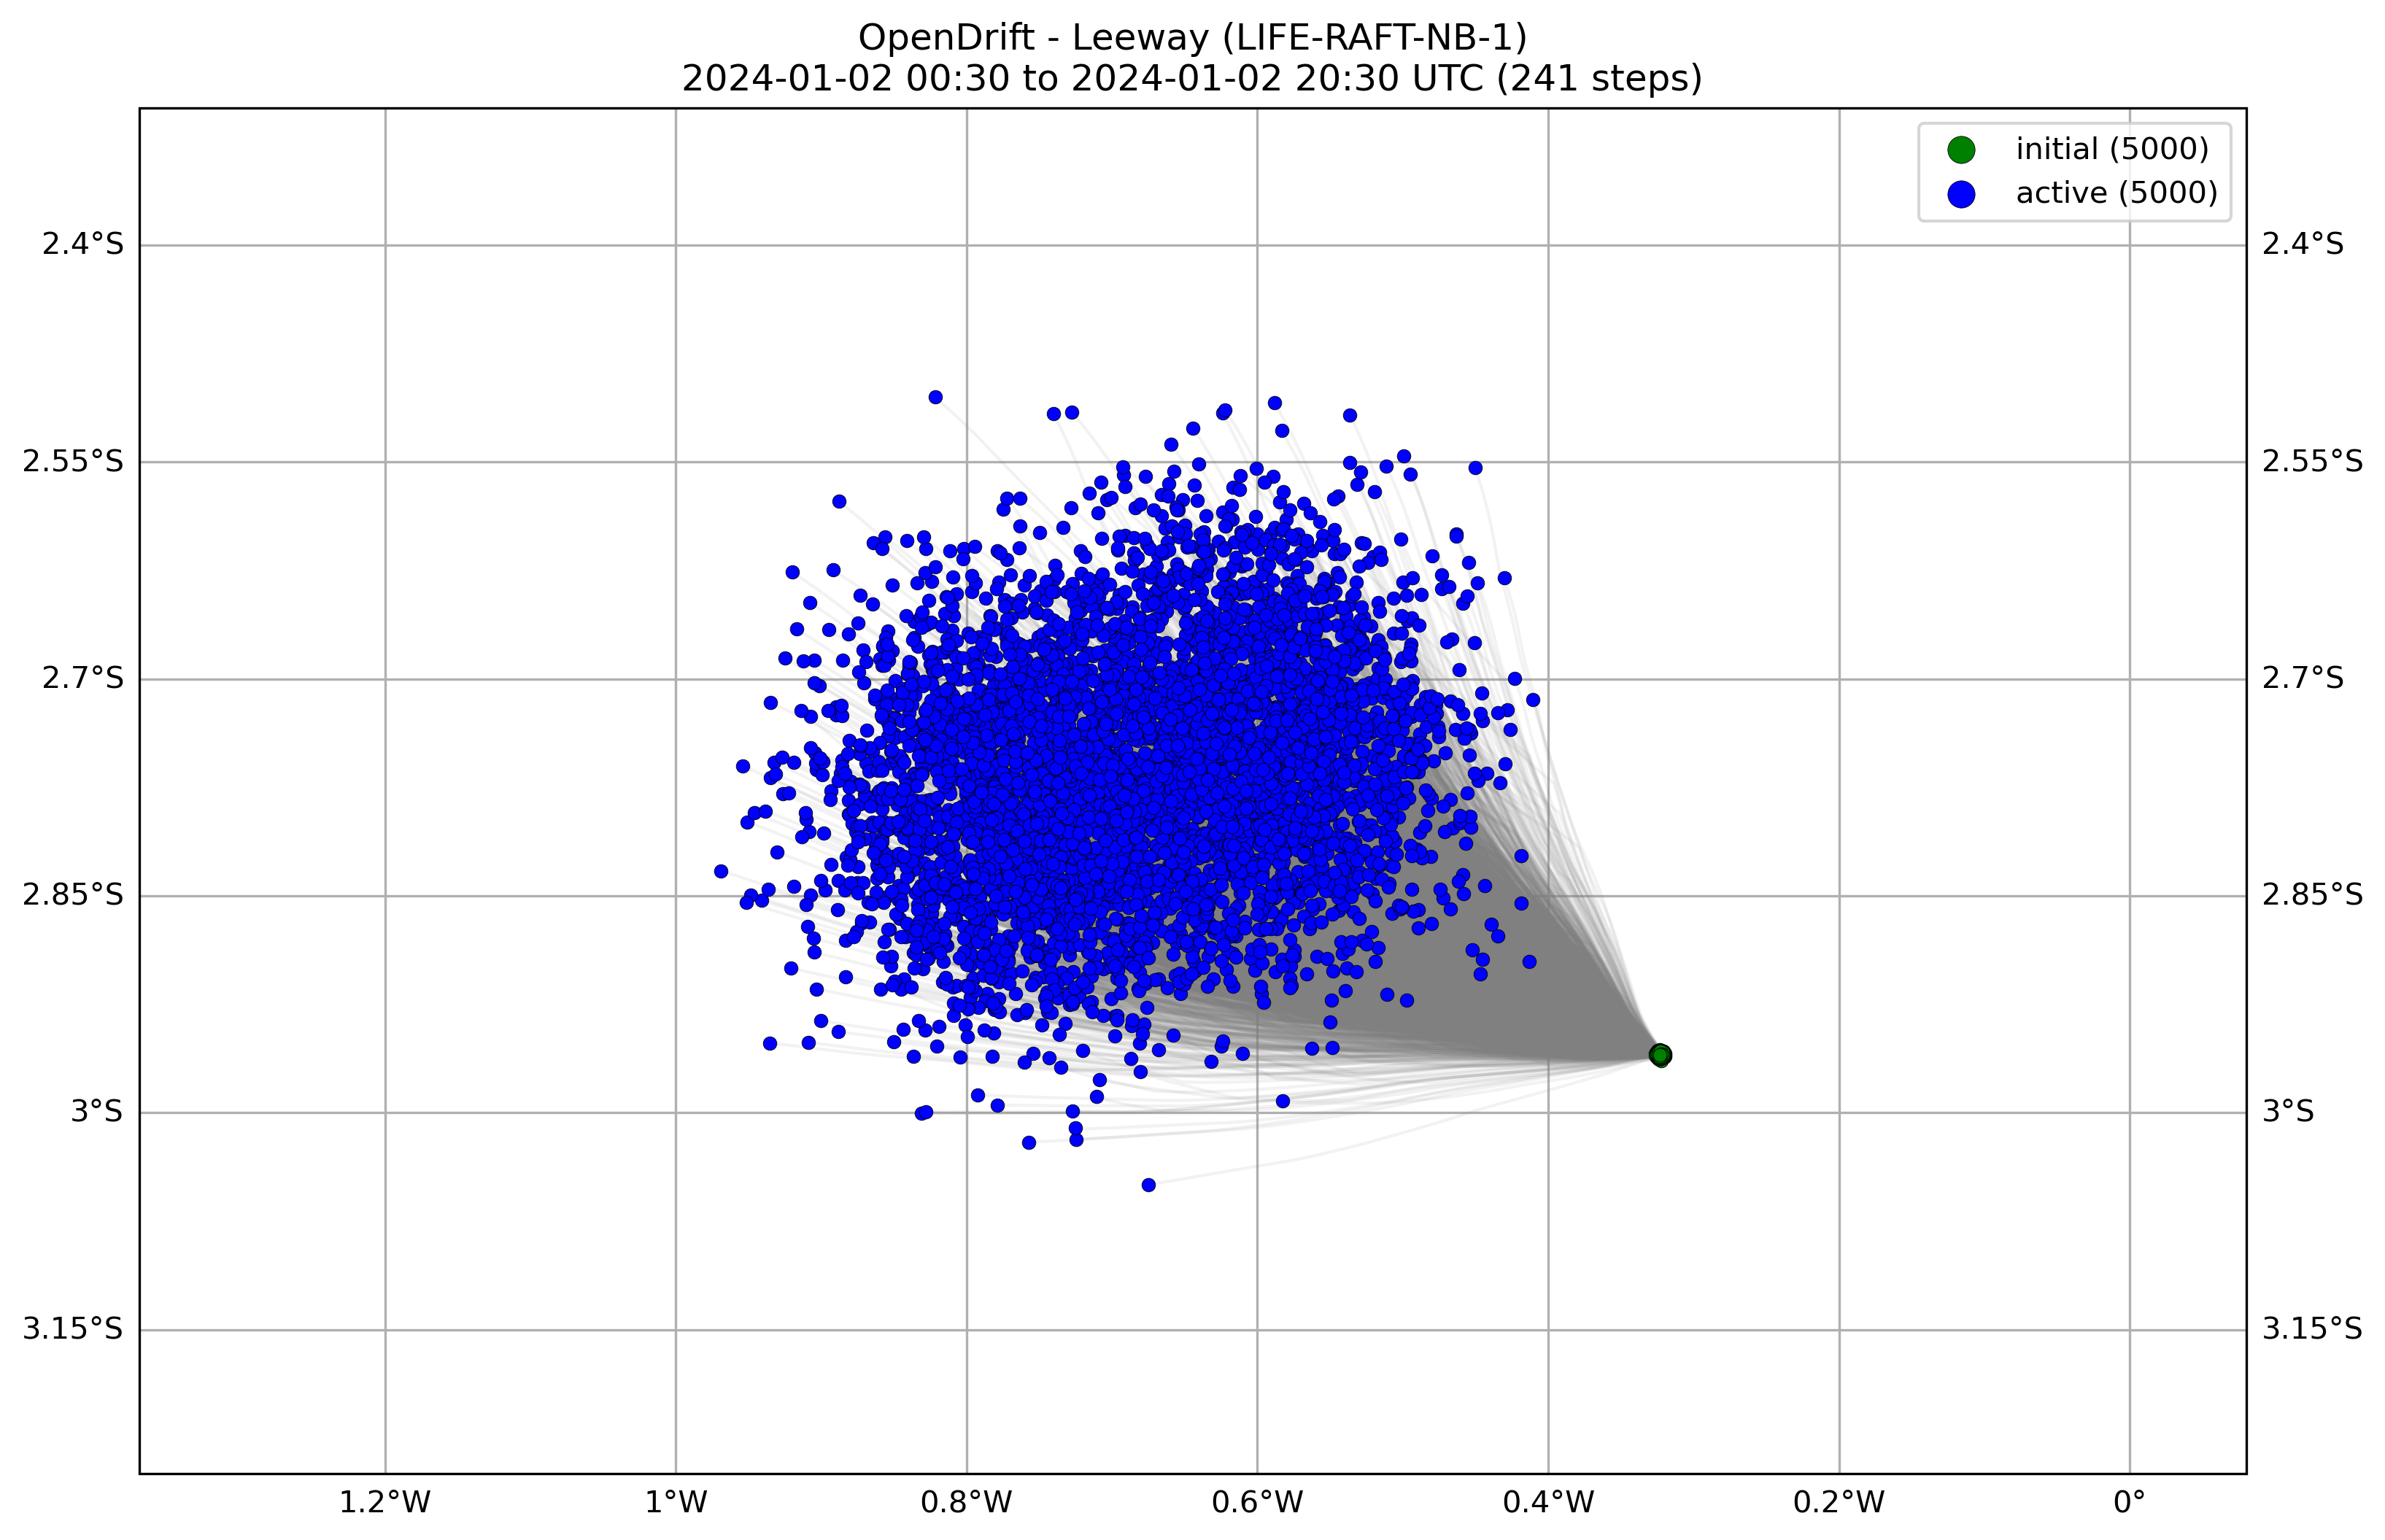 OpenDrift - Leeway (LIFE-RAFT-NB-1)
2024-01-02 00:30 to 2024-01-02 20:30 UTC (241 steps)
initial (5000)
active (5000)
2.4°S
2.4°S
2.55°S
2.55°S
2.7°S
2.7°S
2.85°S
2.85°S
3°S
3°S
3.15°S
3.15°S
1.2°W
1°W
0.8°W
0.6°W
0.4°W
0.2°W
0°